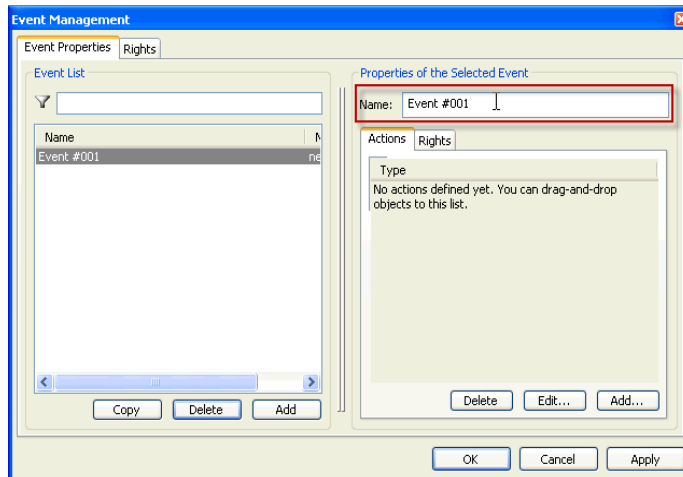 Event Management
Event Properties Rights
Event List
Name N
Event #001 ne
Copy Delete Add
Properties of the Selected Event
Name: Event #001
Actions Rights
Type
No actions defined yet. You can drag-and-drop
objects to this list.
Delete Edit... Add...
OK Cancel Apply